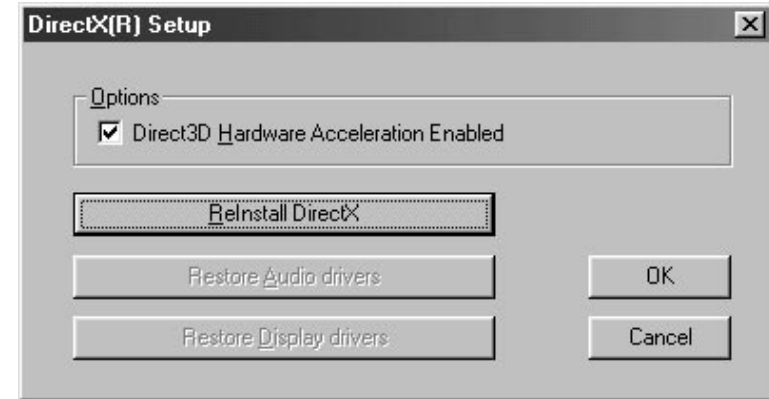 DirectX(R) Setup
Options
Direct3D Hardware Acceleration Enabled
ReInstall DirectX
Restore Audio drivers
OK
Restore Display drivers
Cancel